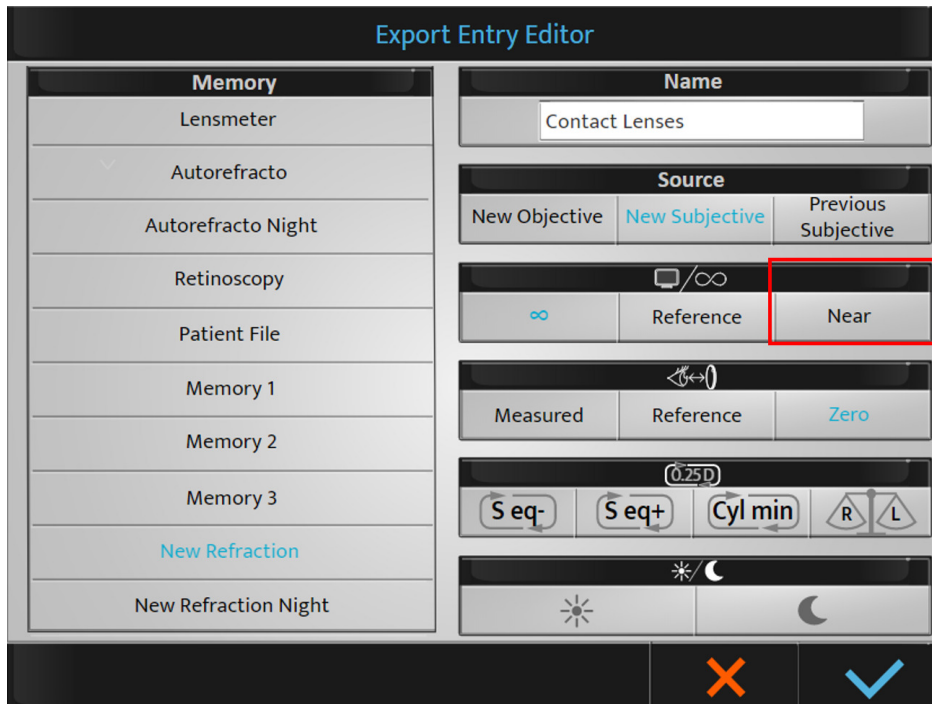 Export Entry Editor
Memory
Lensmeter
Autorefracto
Autorefracto Night
Retinoscopy
Patient File
Memory 1
Memory 2
Memory 3
New Refraction
New Refraction Night
Name
Contact Lenses
Source
New Objective
New Subjective
Previous
Subjective
/∞
∞
Reference
Near
Measured
Reference
Zero
0.25D
S eq-
S eq+
Cyl min
R
L
/